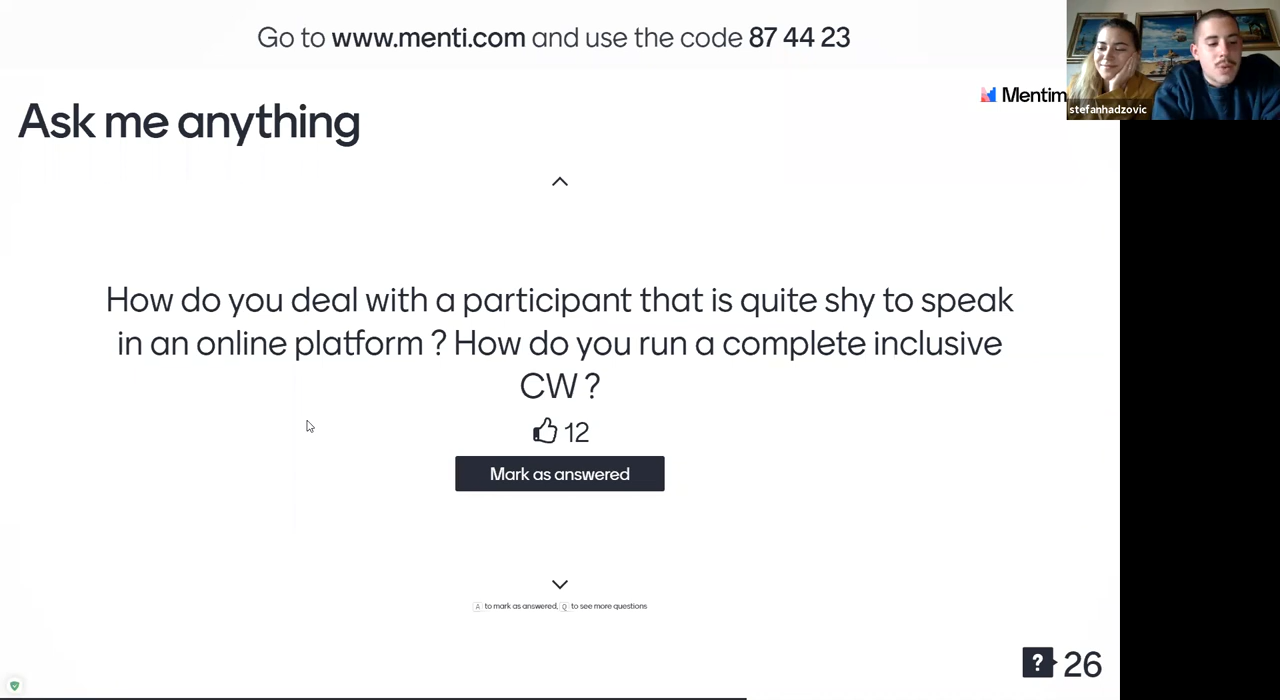 Go to www.menti.com and use the code 87 44 23
Mentim
stefanhadzovic
Ask me anything
How do you deal with a participant that is quite shy to speak
in an online platform ? How do you run a complete inclusive
CW ?
12
Mark as answered
A to mark as answered, Q to see more questions
? 26